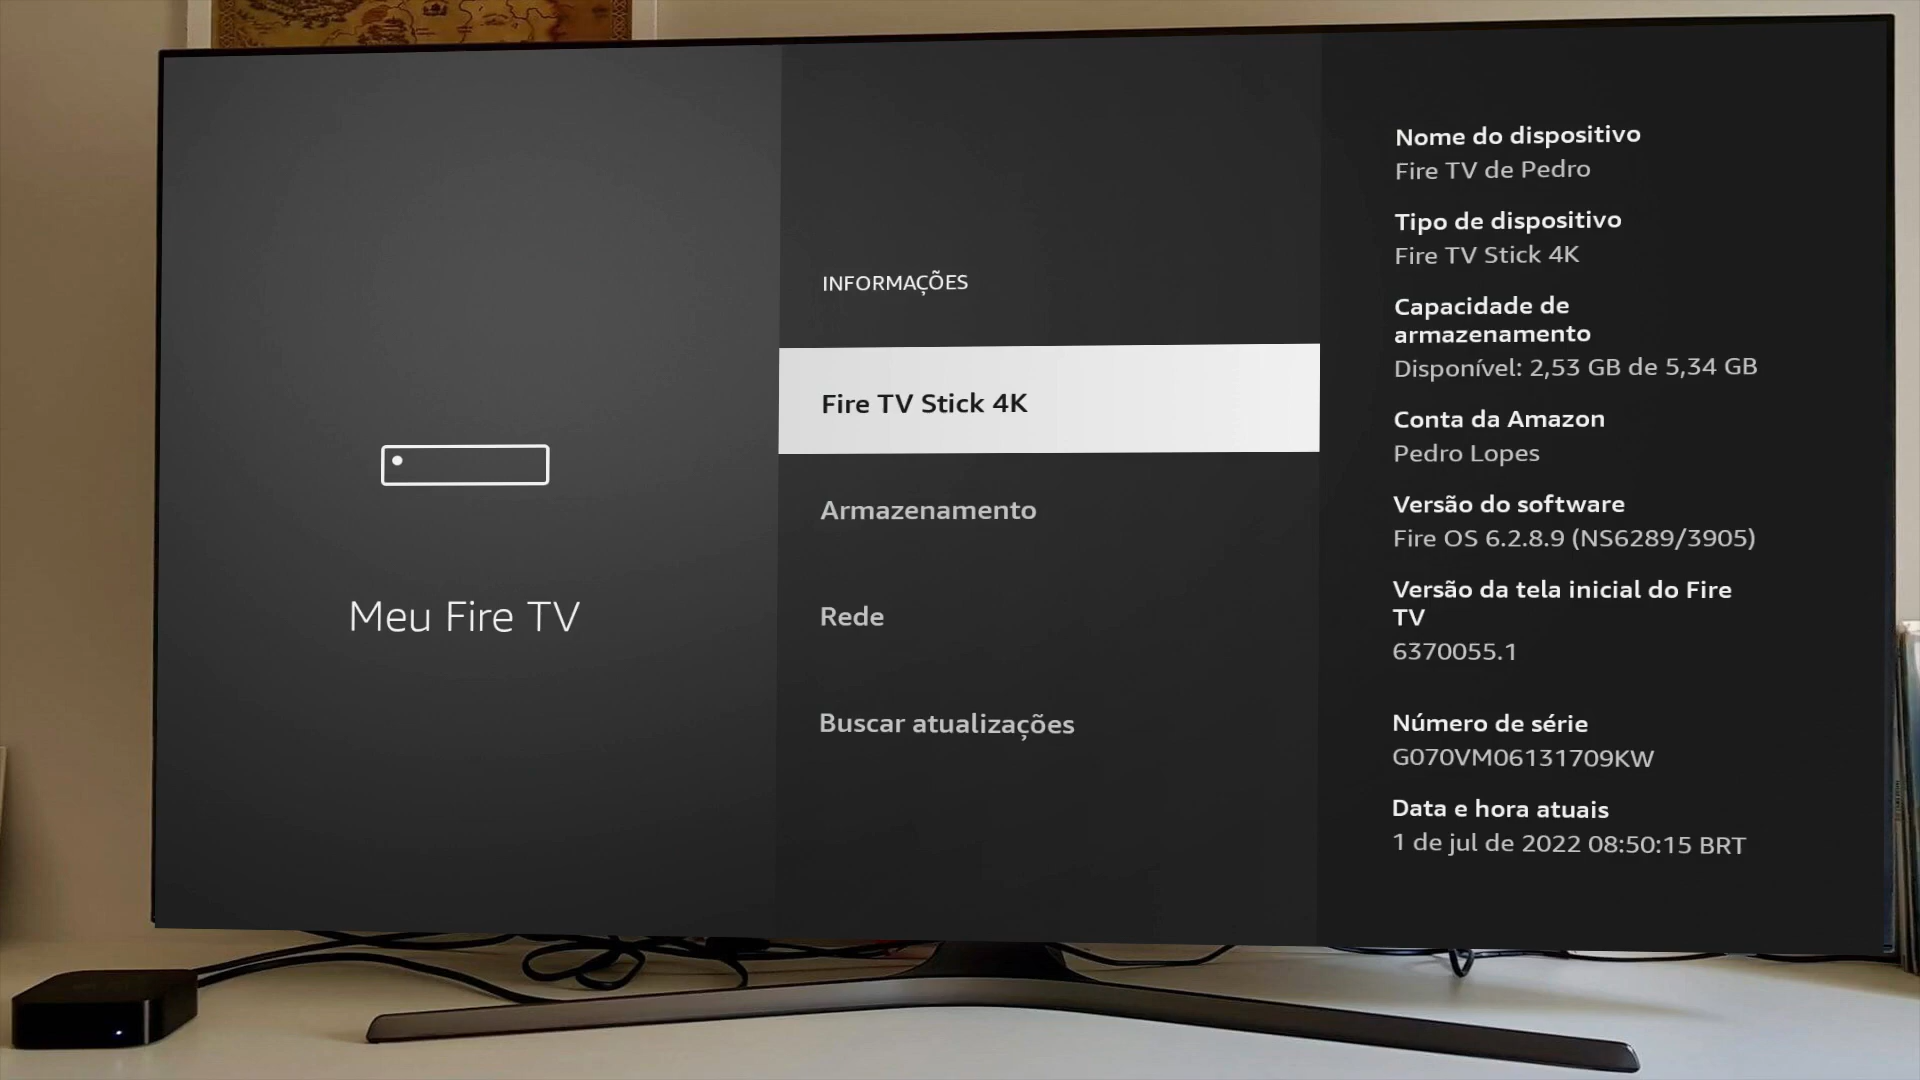 Meu Fire TV
INFORMAÇÕES
Fire TV Stick 4K
Armazenamento
Rede
Buscar atualizações
Nome do dispositivo
Fire TV de Pedro
Tipo de dispositivo
Fire TV Stick 4K
Capacidade de
armazenamento
Disponível: 2,53 GB de 5,34 GB
Conta da Amazon
Pedro Lopes
Versão do software
Fire OS 6.2.8.9 (NS6289/3905)
Versão da tela inicial do Fire
TV
6370055.1
Número de série
G070VM06131709KW
Data e hora atuais
1 de jul de 2022 08:50:15 BRT